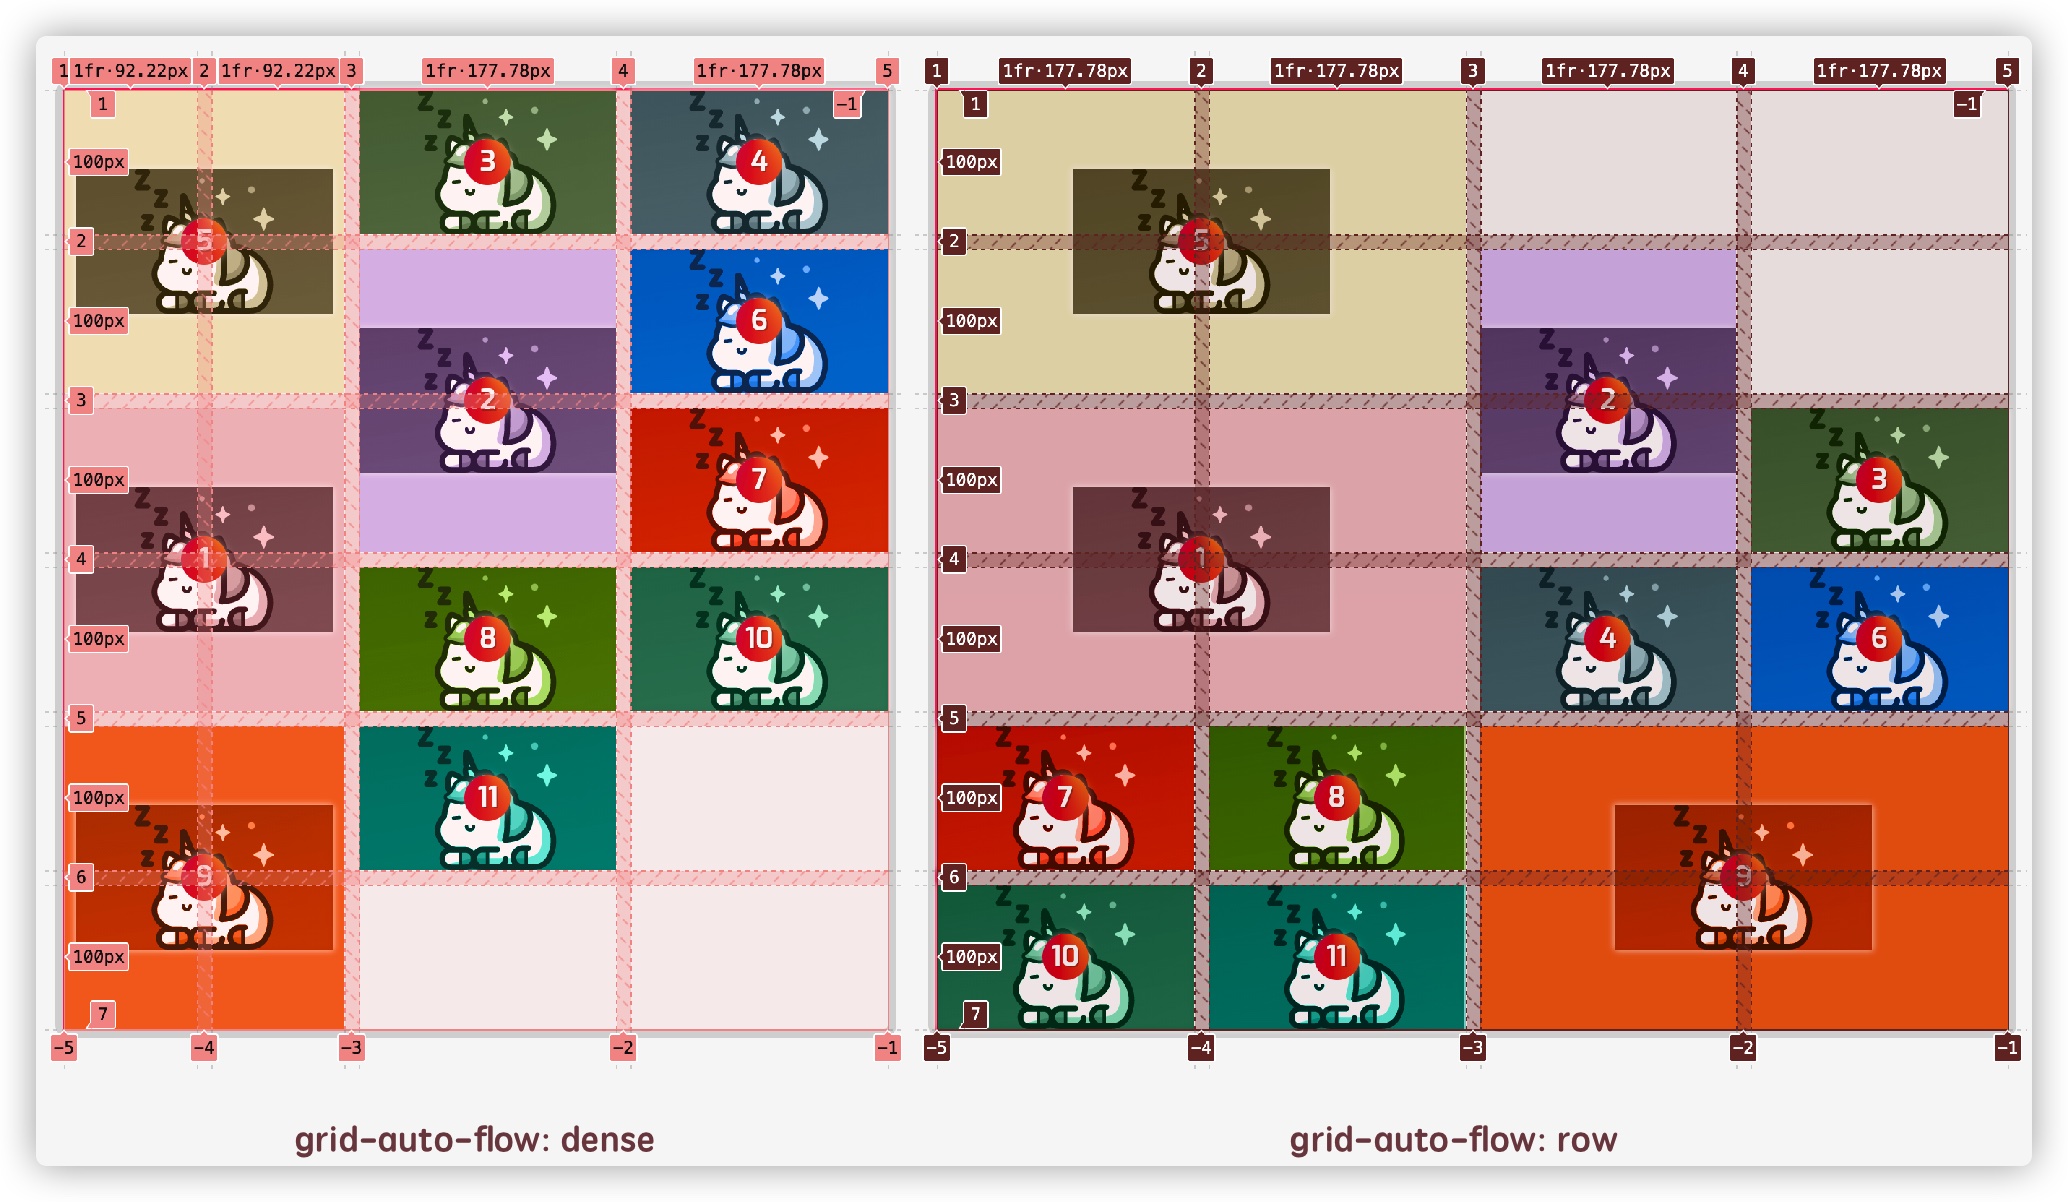 1 1fr·92.22px 2 1fr·92.22px 3 1fr·177.78px 4 1fr·177.78px 5
1 -1
100px 3 4
5
2
100px 6
3 2
100px 7
4 1
100px 8 10
5
100px 11
6 9
100px
7
-5 -4 -3 -2 -1
grid-auto-flow: dense
1 1fr·177.78px 2 1fr·177.78px 3 1fr·177.78px 4 1fr·177.78px 5
1 -1
100px
2 5
100px
3 2
100px 3
4 1
100px 4 6
5
100px 7 8
6 9
100px 10 11
7
-5 -4 -3 -2 -1
grid-auto-flow: row